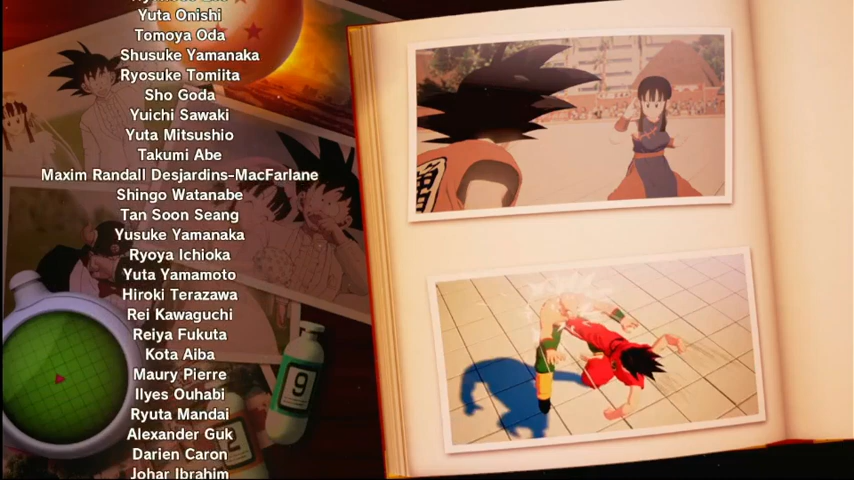 Yuta Onishi
Tomoya Oda
Shusuke Yamanaka
Ryosuke Tomiita
Sho Goda
Yuichi Sawaki
Yuta Mitsushio
Takumi Abe
Maxim Randall Desjardins-MacFarlane
Shingo Watanabe
Tan Soon Seang
Yusuke Yamanaka
Ryoya Ichioka
Yuta Yamamoto
Hiroki Terazawa
Rei Kawaguchi
Reiya Fukuta
Kota Aiba
Maury Pierre
Ilyes Ouhabi
Ryuta Mandai
Alexander Guk
Darien Caron
Johar Ibrahim
9